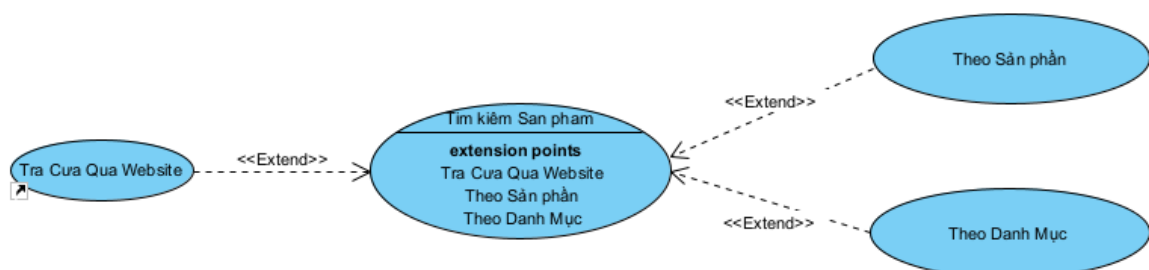 Theo Sản phần
<<Extend>>
Tim kiêm San pham
extension points
Tra Cưa Qua Website
Theo Sản phần
Theo Danh Mục
<<Extend>>
Tra Cưa Qua Website
<<Extend>>
Theo Danh Mục